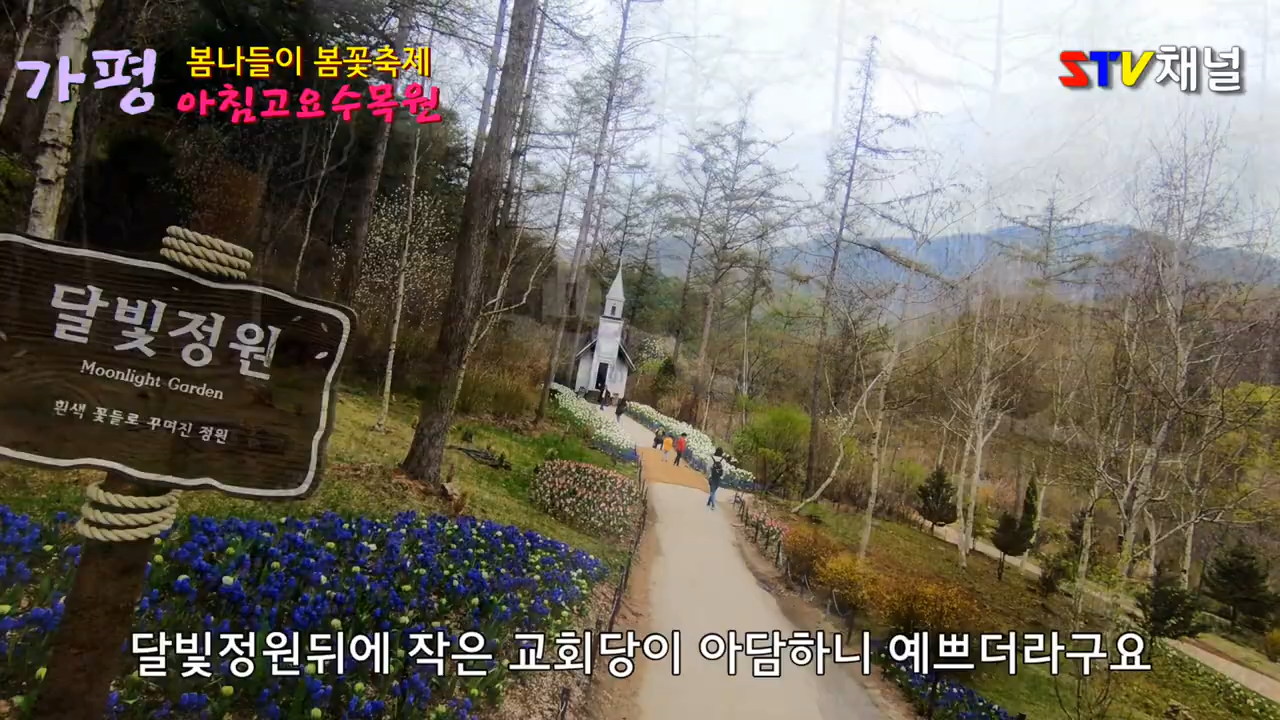 가평
봄나들이 봄꽃축제
아침고요수목원
STV채널
달빛정원
Moonlight Garden
흰색 꽃들로 꾸며진 정원
달빛정원뒤에 작은 교회당이 아담하니 예쁘더라구요